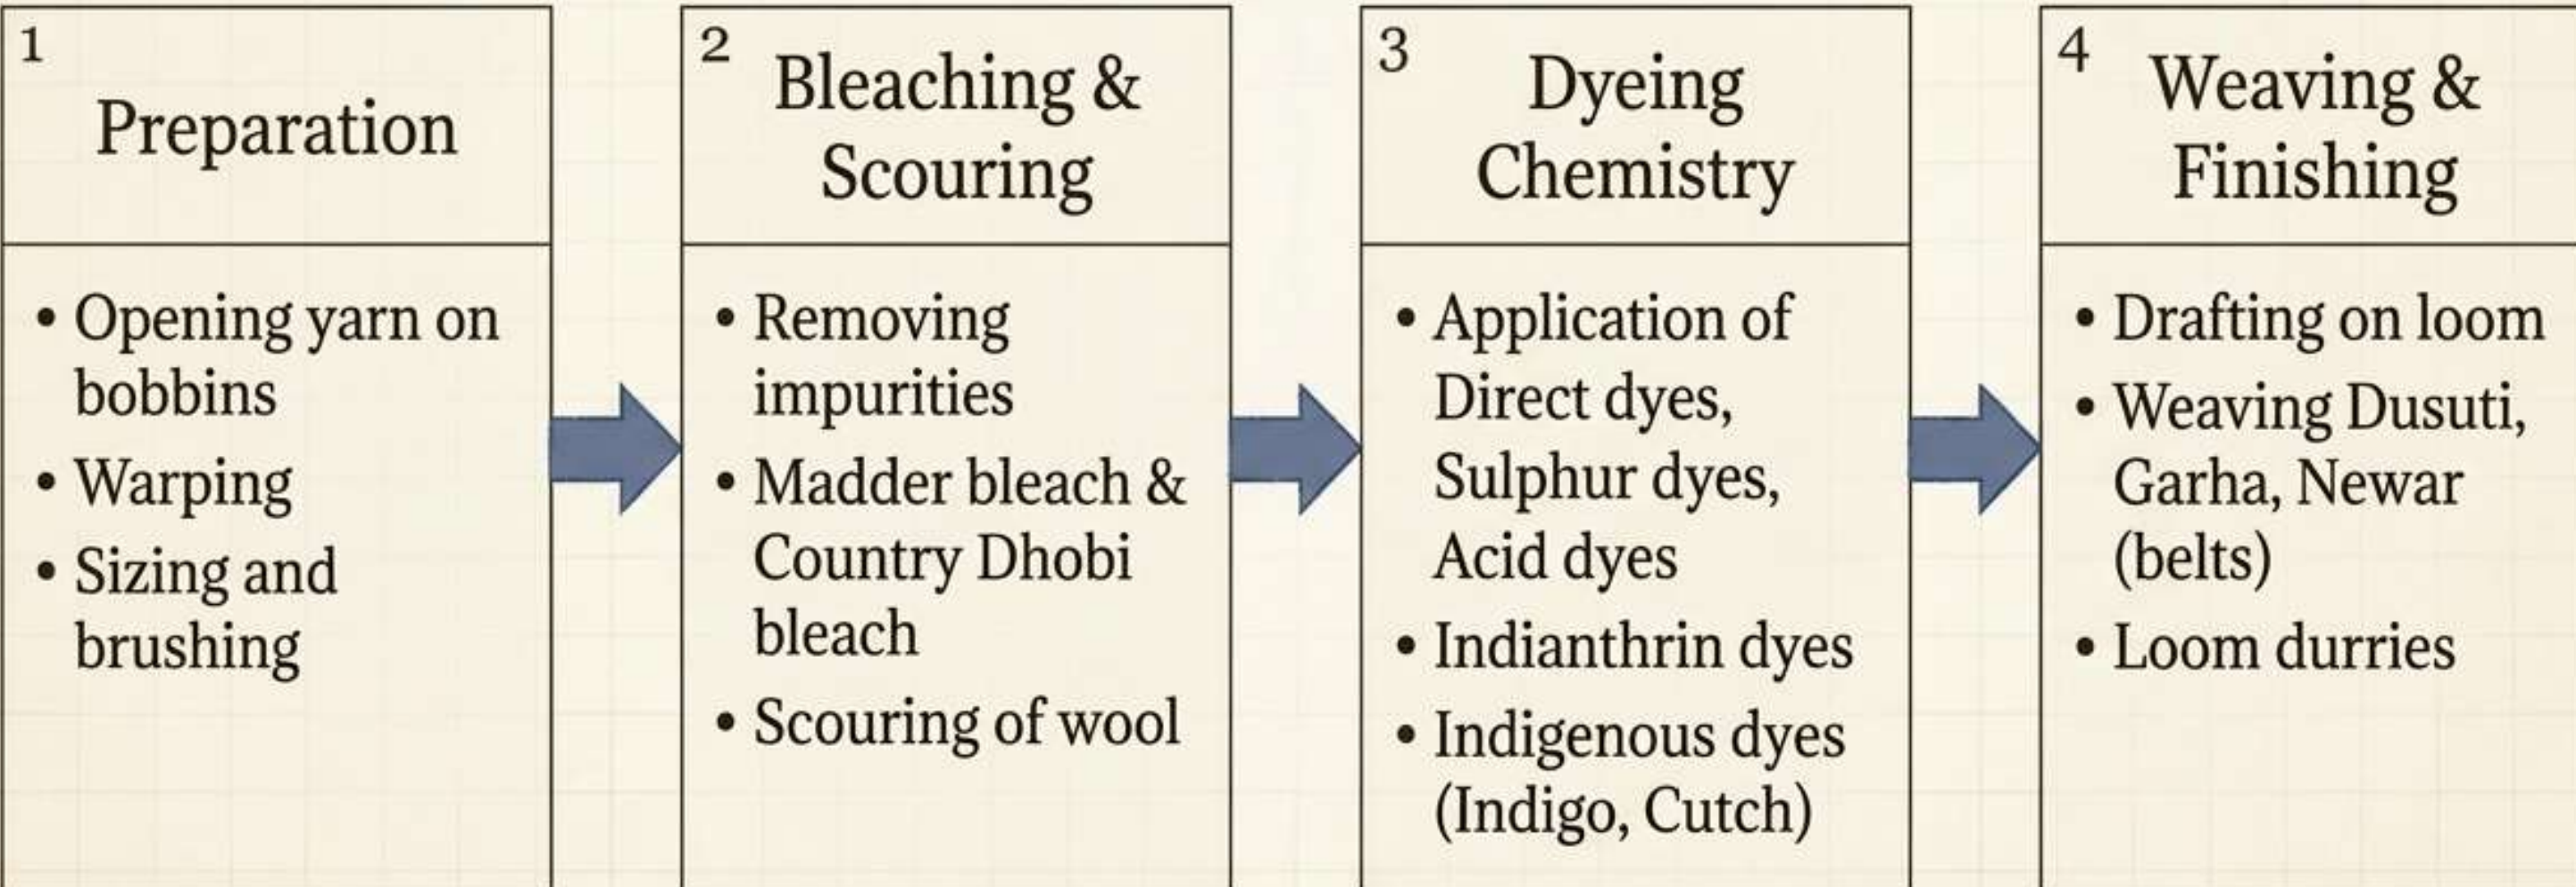 1
Preparation
• Opening yarn on
bobbins
• Warping
• Sizing and
brushing
2
Bleaching &
Scouring
• Removing
impurities
• Madder bleach &
Country Dhobi
bleach
• Scouring of wool
3
Dyeing
Chemistry
• Application of
Direct dyes,
Sulphur dyes,
Acid dyes
• Indianthrin dyes
• Indigenous dyes
(Indigo, Cutch)
4
Weaving &
Finishing
• Drafting on loom
• Weaving Dusuti,
Garha, Newar
(belts)
• Loom durries